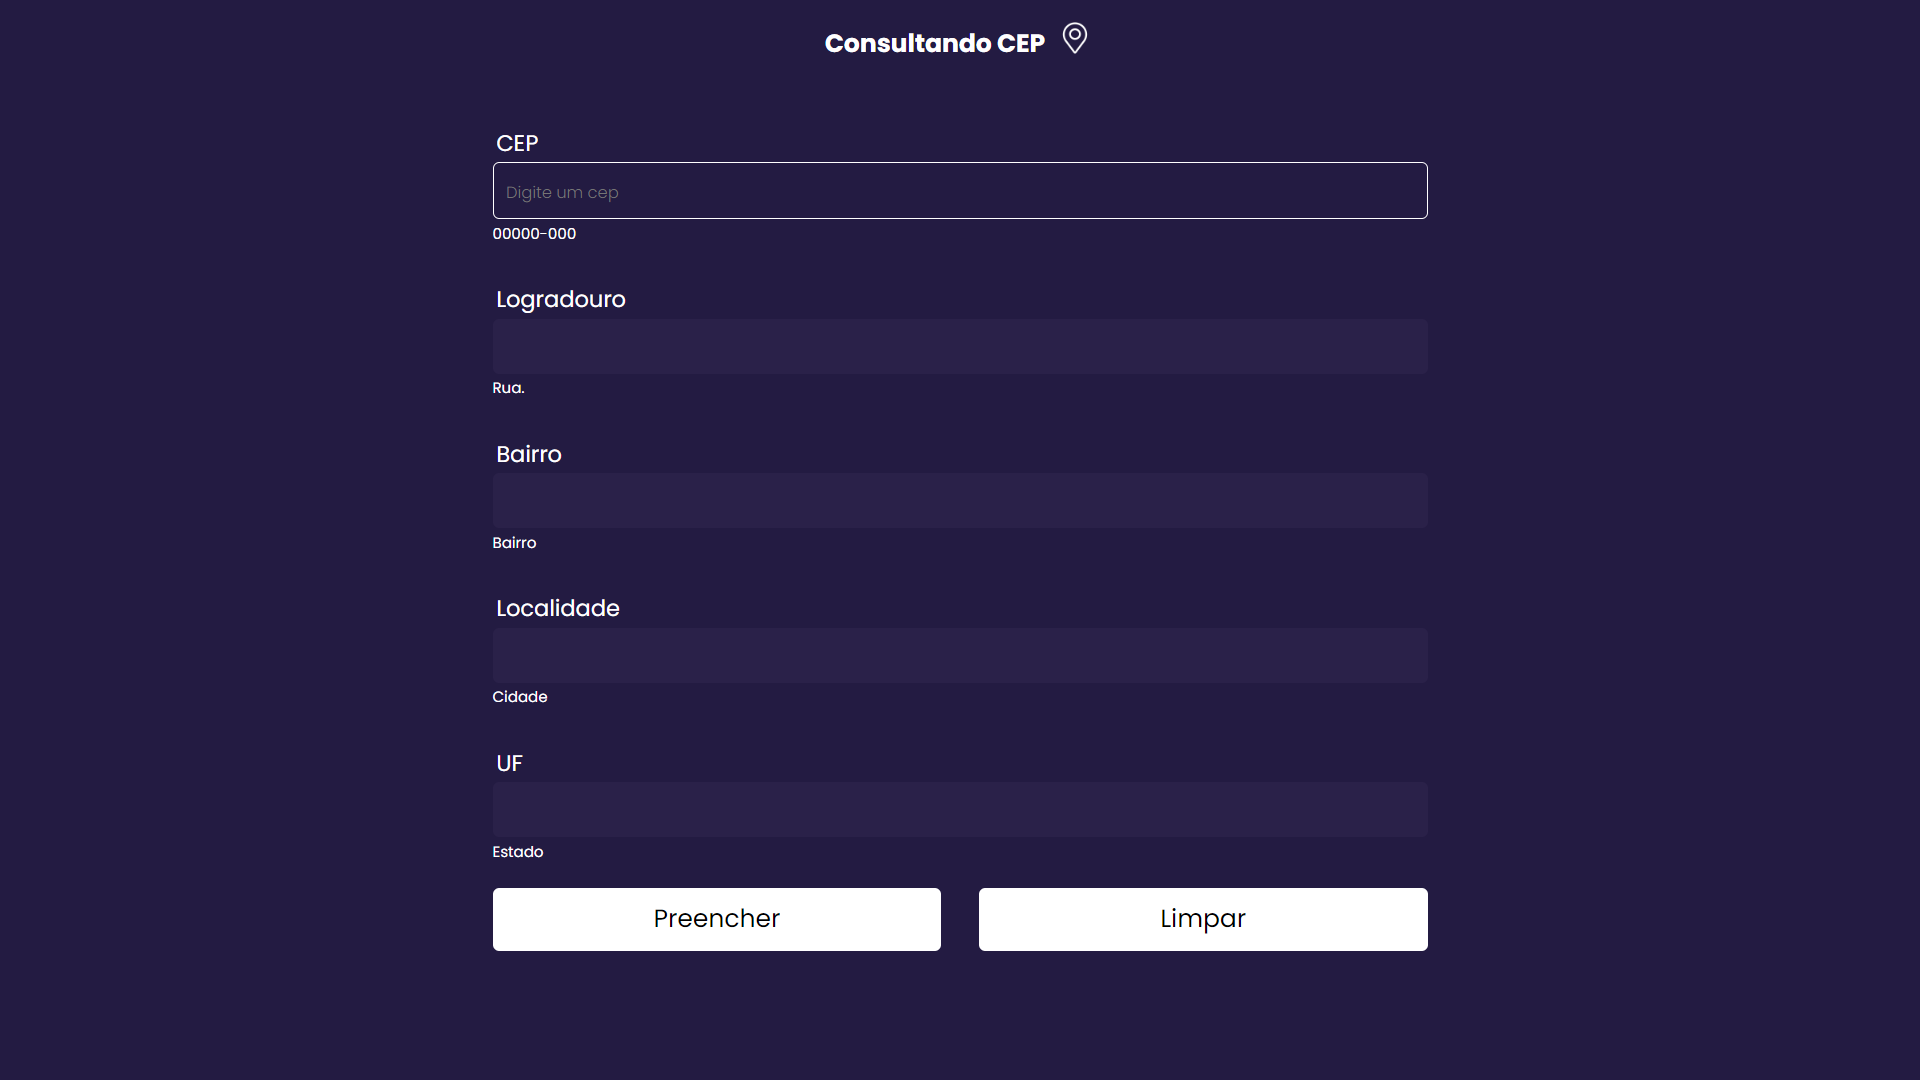 Consultando CEP
CEP
Digite um cep
00000-000
Logradouro
Rua.
Bairro
Bairro
Localidade
Cidade
UF
Estado
Preencher
Limpar